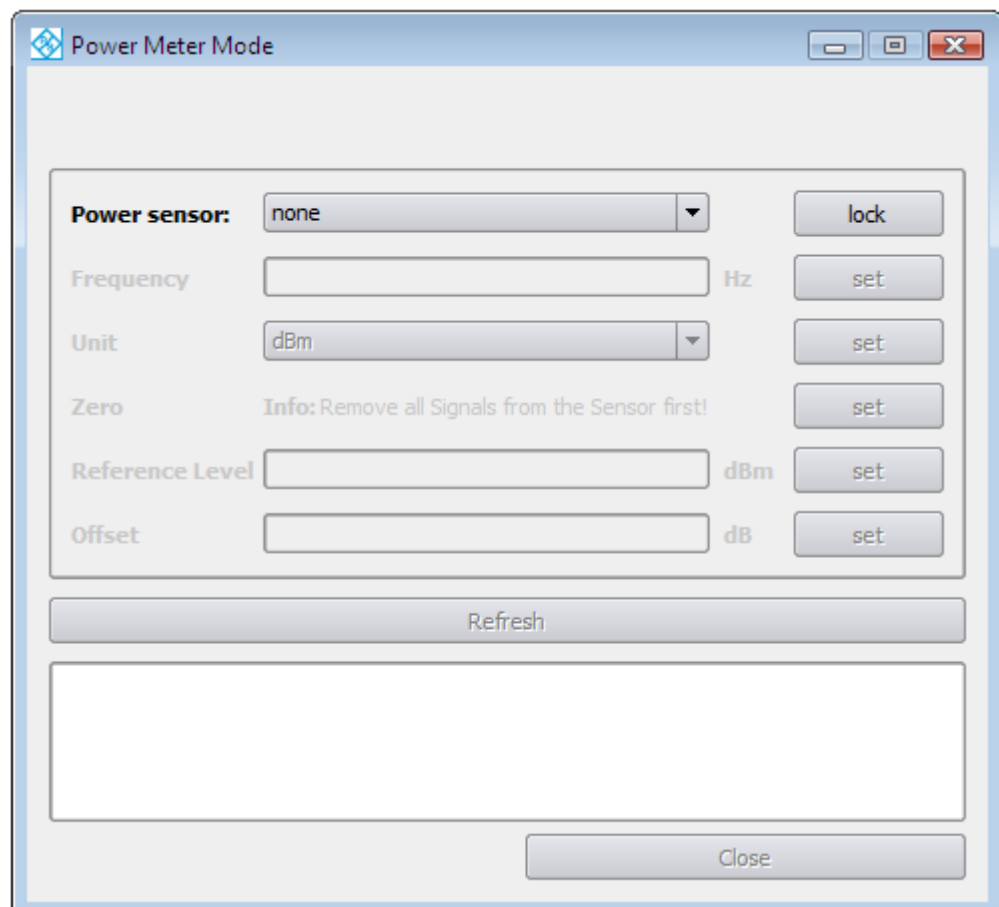 Power Meter Mode
Power sensor: none lock
Frequency Hz set
Unit dBm set
Zero Info: Remove all Signals from the Sensor first! set
Reference Level dBm set
Offset dB set
Refresh
Close